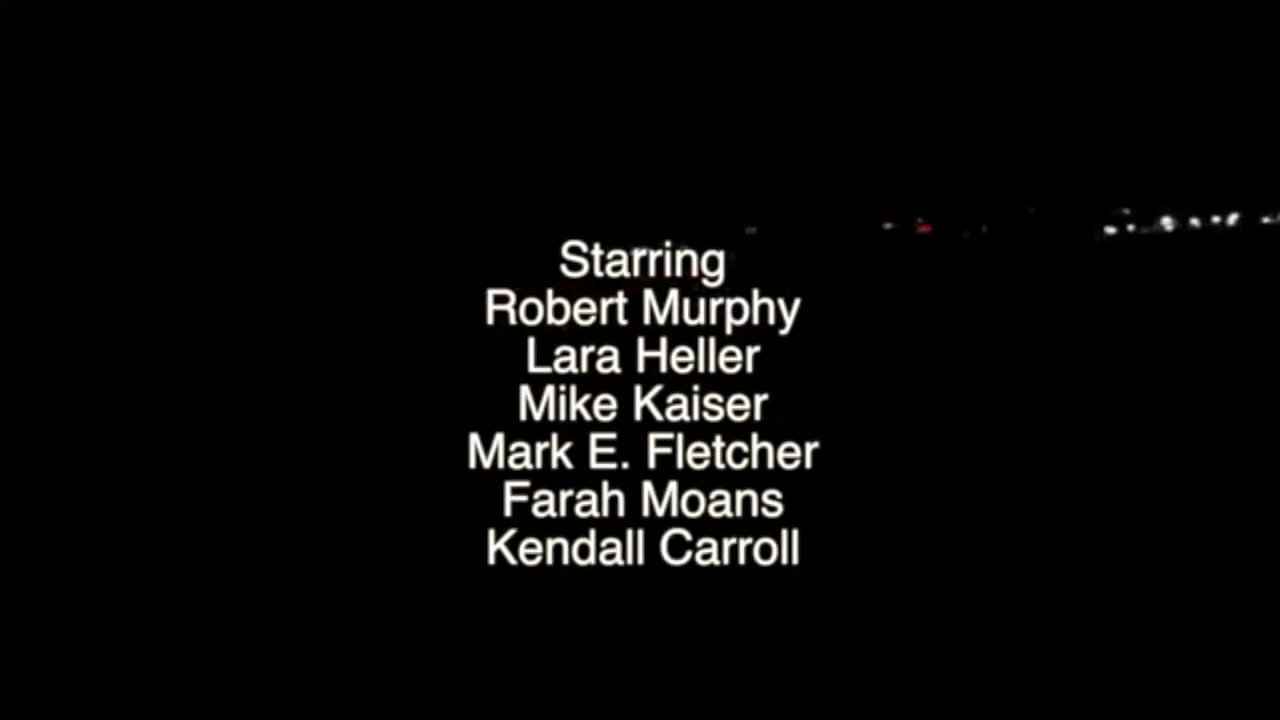 Starring
Robert Murphy
Lara Heller
Mike Kaiser
Mark E. Fletcher
Farah Moans
Kendall Carroll